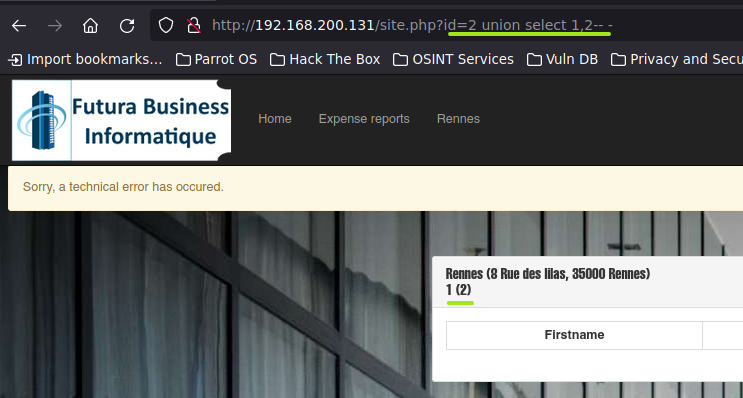 http://192.168.200.131/site.php?id=2 union select 1,2-- -
Import bookmarks... Parrot OS Hack The Box OSINT Services Vuln DB Privacy and Secu
Futura Business
Informatique
Home Expense reports Rennes
Sorry, a technical error has occured.
Rennes (8 Rue des lilas, 35000 Rennes)
1 (2)
Firstname